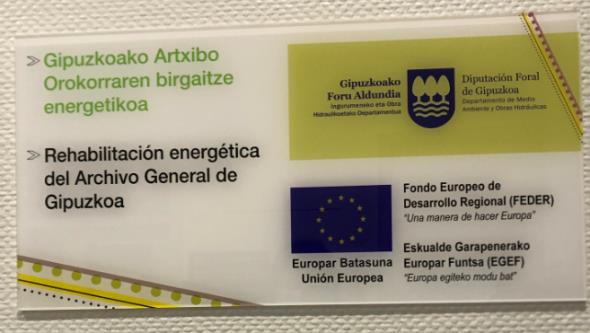 » Gipuzkoako Artxibo
Orokorraren birgaitze
energetikoa
» Rehabilitación energética
del Archivo General de
Gipuzkoa
Gipuzkoako
Foru Aldundia
Ingurumeneko eta Obra
Hidraulikoetako Departamentua
Diputación Foral
de Gipuzkoa
Departamento de Medio
Ambiente y Obras Hidráulicas
Europar Batasuna
Unión Europea
Fondo Europeo de
Desarrollo Regional (FEDER)
"Una manera de hacer Europa"
Eskualde Garapenerako
Europar Funtsa (EGEF)
"Europa egiteko modu bat"